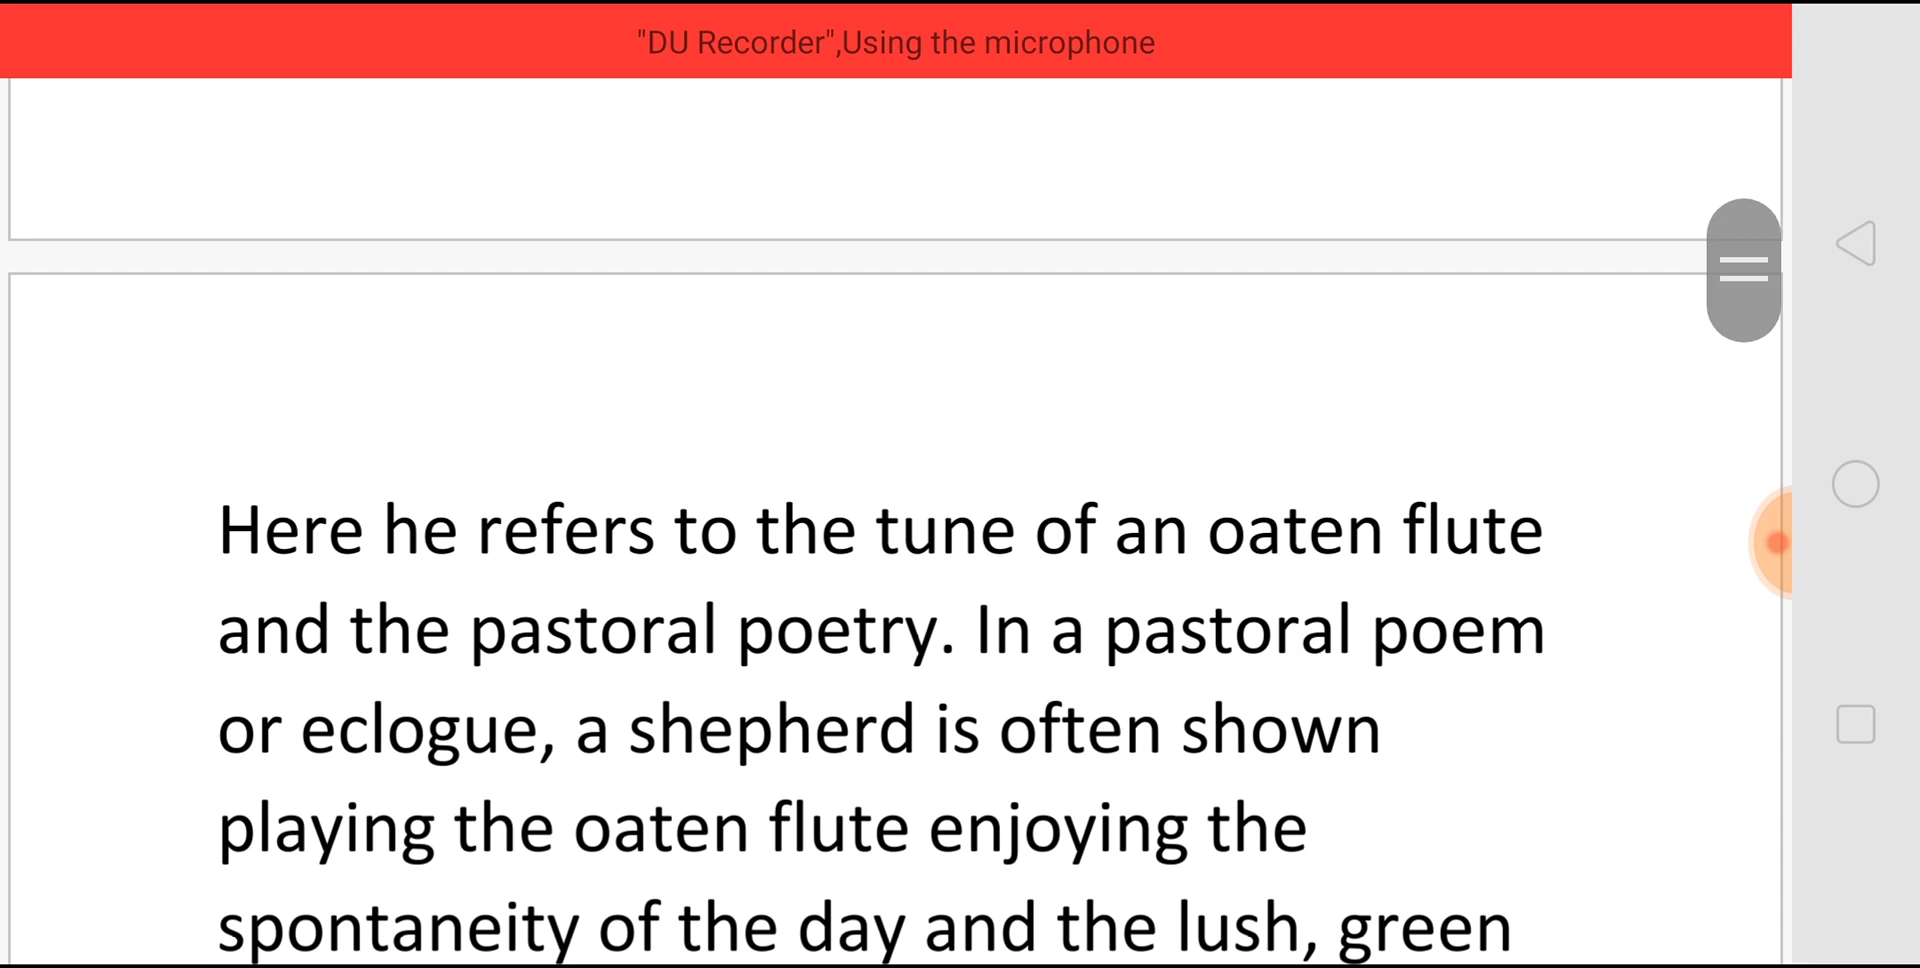 "DU Recorder",Using the microphone
Here he refers to the tune of an oaten flute
and the pastoral poetry. In a pastoral poem
or eclogue, a shepherd is often shown
playing the oaten flute enjoying the
spontaneity of the day and the lush, green